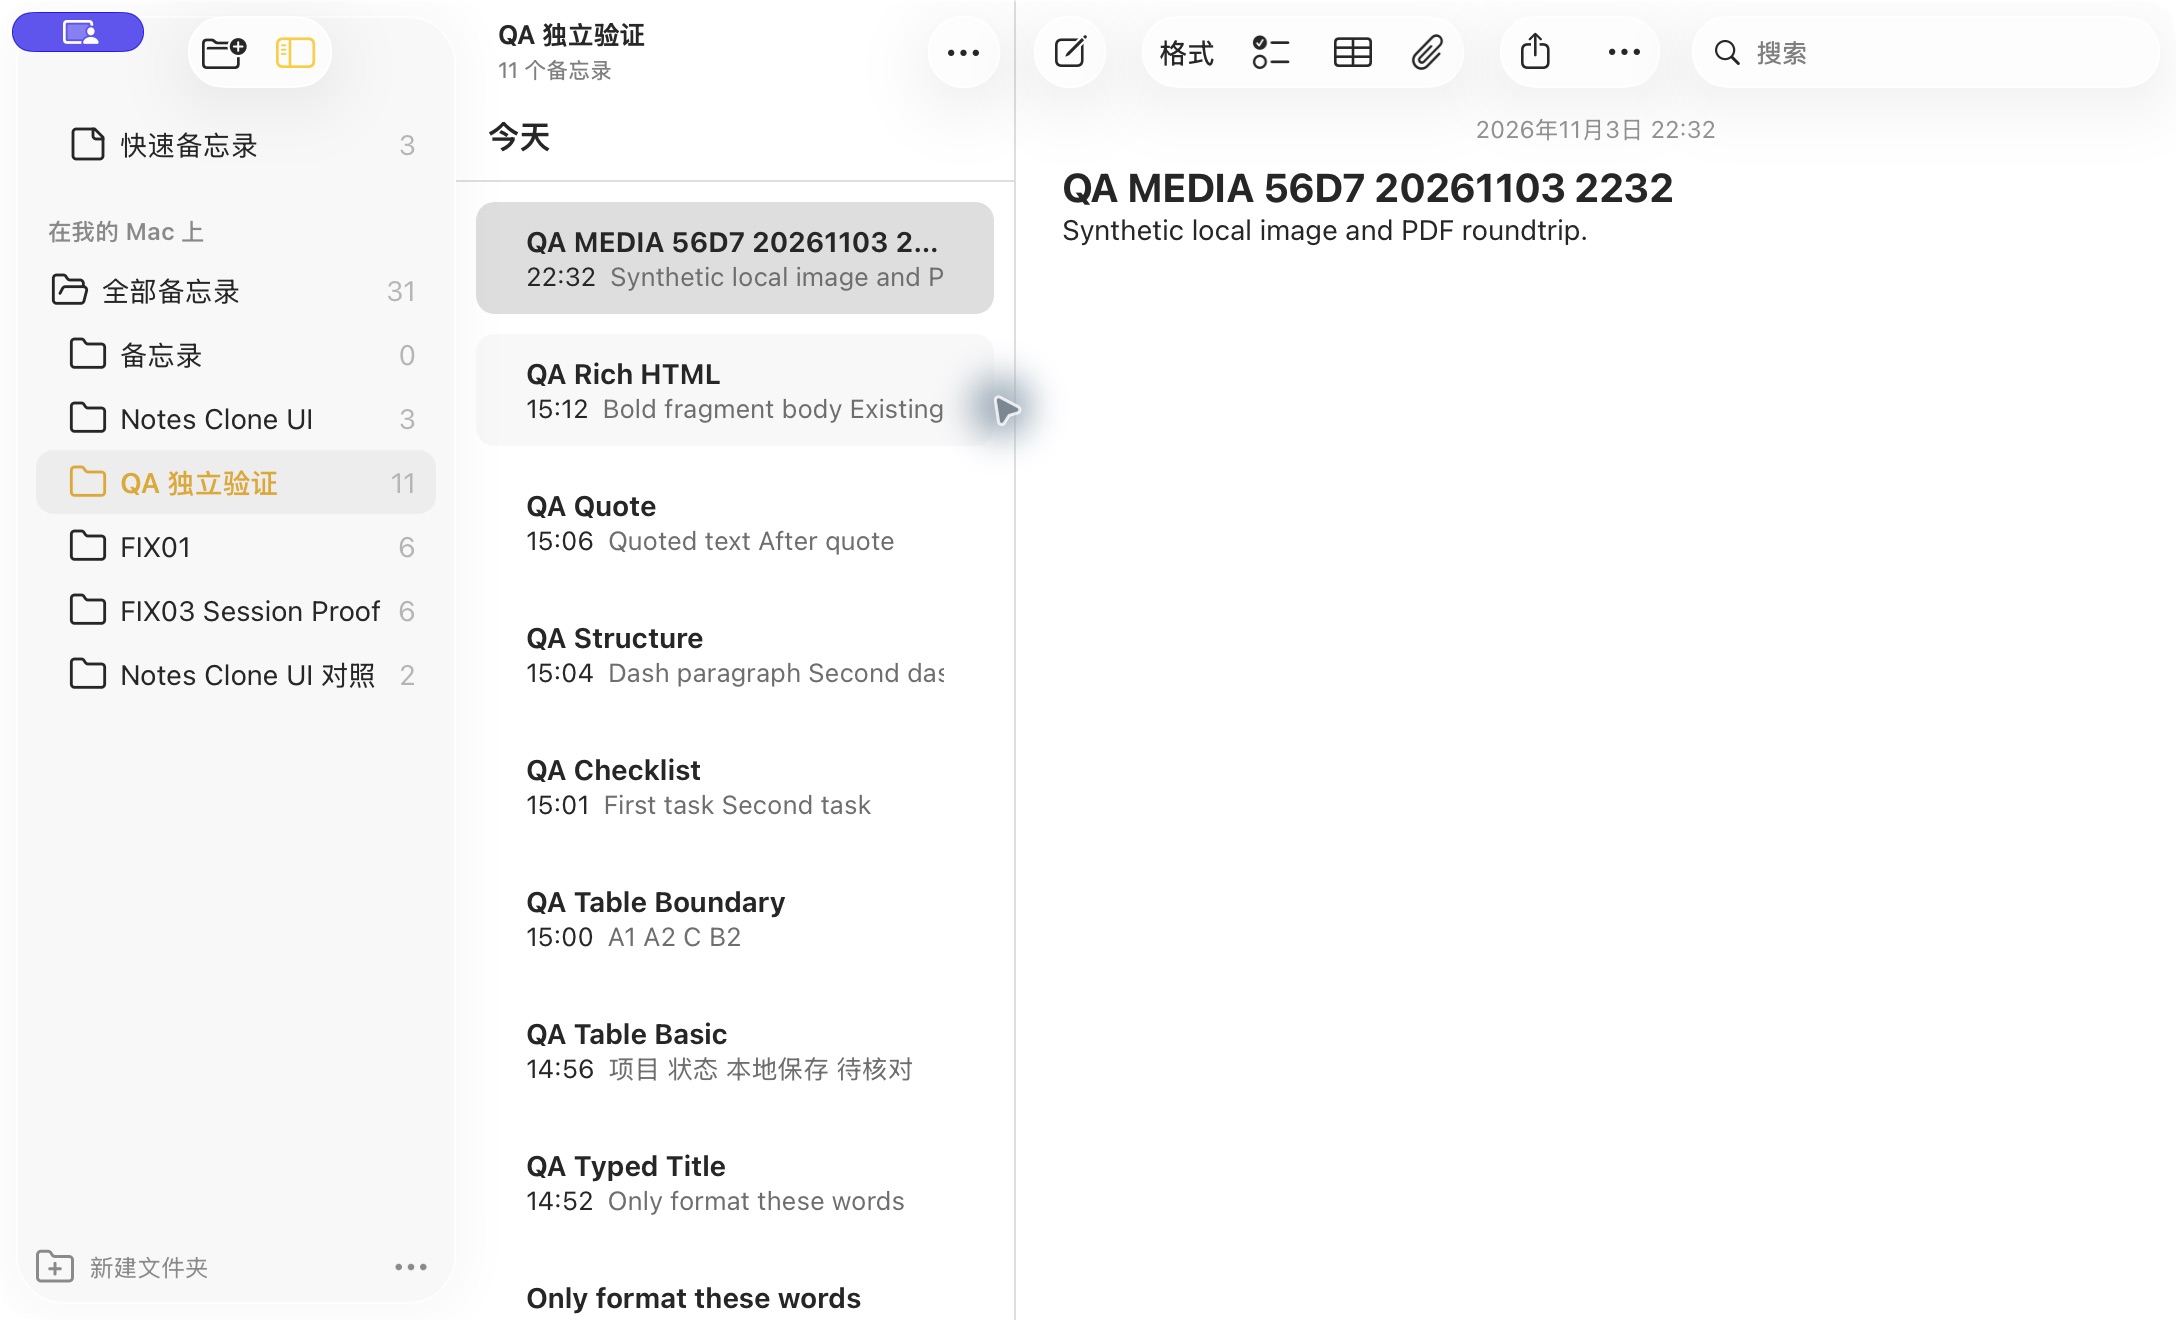 快速备忘录 3
在我的 Mac 上
全部备忘录 31
备忘录 0
Notes Clone UI 3
QA 独立验证 11
FIX01 6
FIX03 Session Proof 6
Notes Clone UI 对照 2
新建文件夹
QA 独立验证
11 个备忘录
今天
QA MEDIA 56D7 20261103 2...
22:32 Synthetic local image and P
QA Rich HTML
15:12 Bold fragment body Existing
QA Quote
15:06 Quoted text After quote
QA Structure
15:04 Dash paragraph Second das
QA Checklist
15:01 First task Second task
QA Table Boundary
15:00 A1 A2 C B2
QA Table Basic
14:56 项目 状态 本地保存 待核对
QA Typed Title
14:52 Only format these words
Only format these words
格式
搜索
2026年11月3日 22:32
QA MEDIA 56D7 20261103 2232
Synthetic local image and PDF roundtrip.